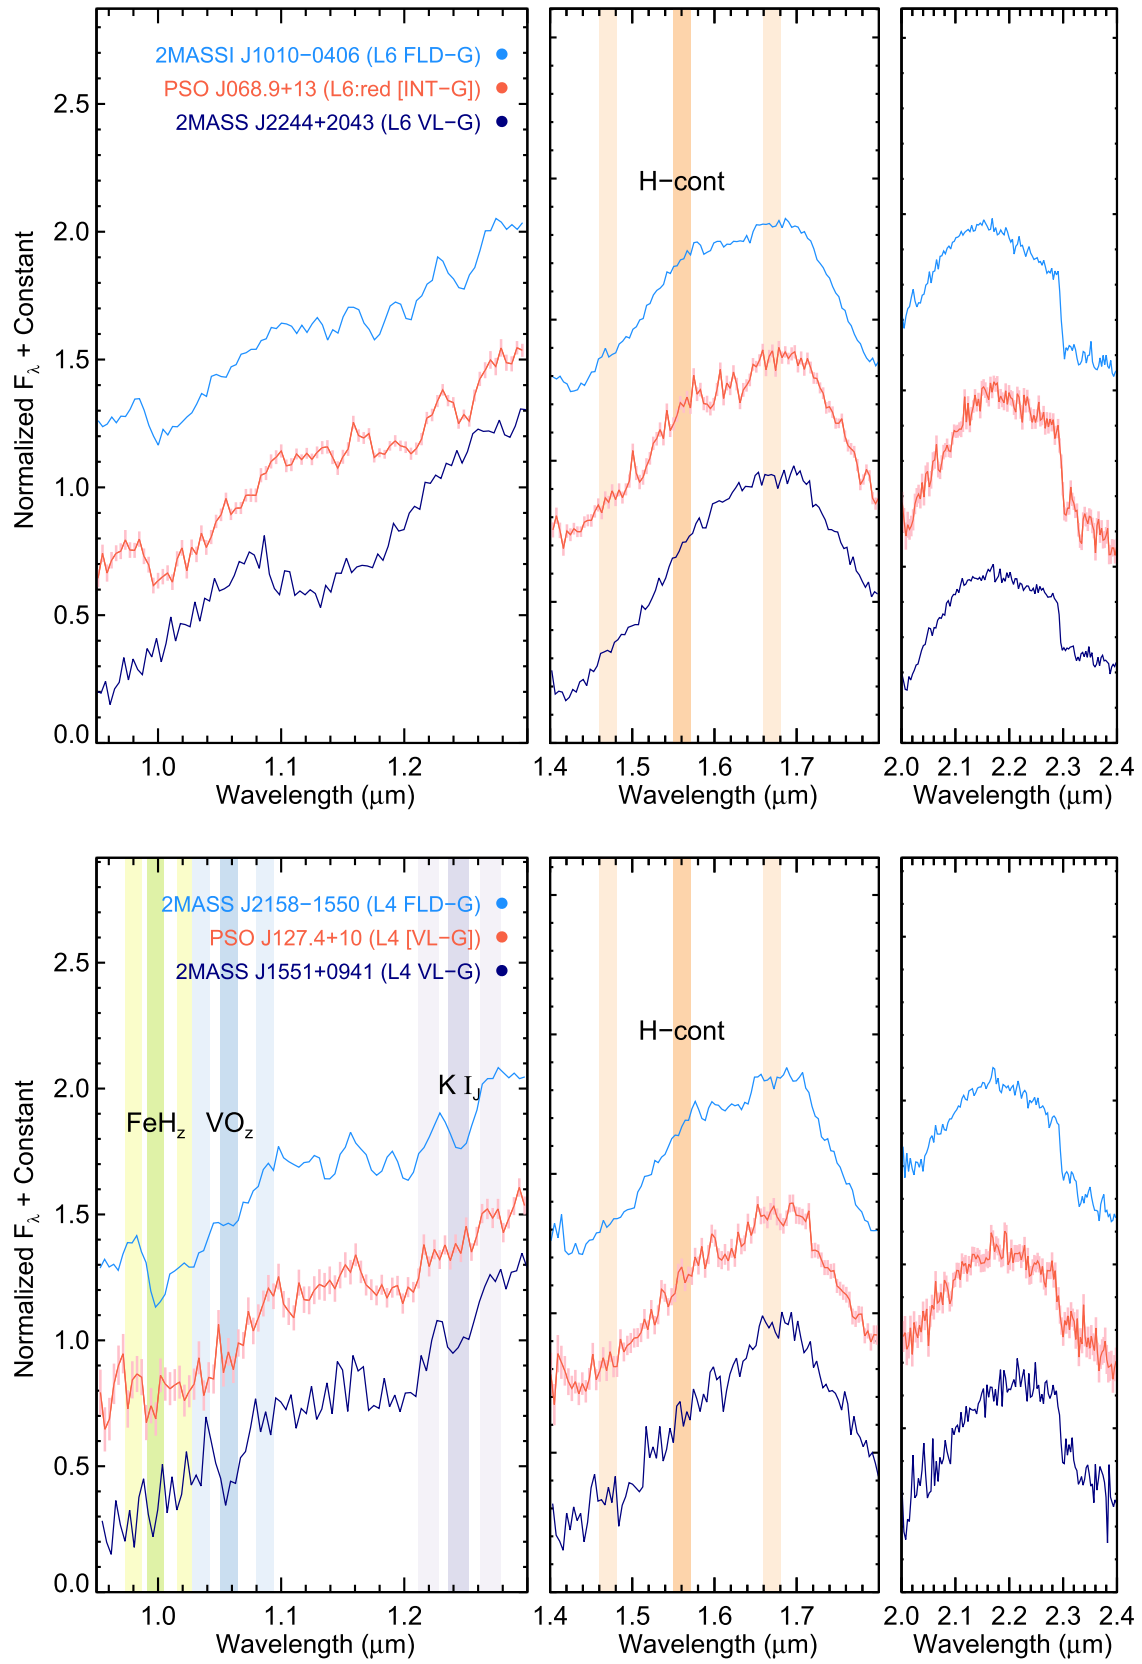 2MASSI J1010−0406 (L6 FLD−G)
PSO J068.9+13 (L6:red [INT−G])
2MASS J2244+2043 (L6 VL−G)
H−cont
Normalized Fλ + Constant
2.5
2.0
1.5
1.0
0.5
0.0
1.0 1.1 1.2
1.4 1.5 1.6 1.7
2.0 2.1 2.2 2.3 2.4
Wavelength (μm)
Wavelength (μm)
Wavelength (μm)
2MASS J2158−1550 (L4 FLD−G)
PSO J127.4+10 (L4 [VL−G])
2MASS J1551+0941 (L4 VL−G)
H−cont
K IJ
FeHz
VOz
Normalized Fλ + Constant
2.5
2.0
1.5
1.0
0.5
0.0
1.0 1.1 1.2
1.4 1.5 1.6 1.7
2.0 2.1 2.2 2.3 2.4
Wavelength (μm)
Wavelength (μm)
Wavelength (μm)